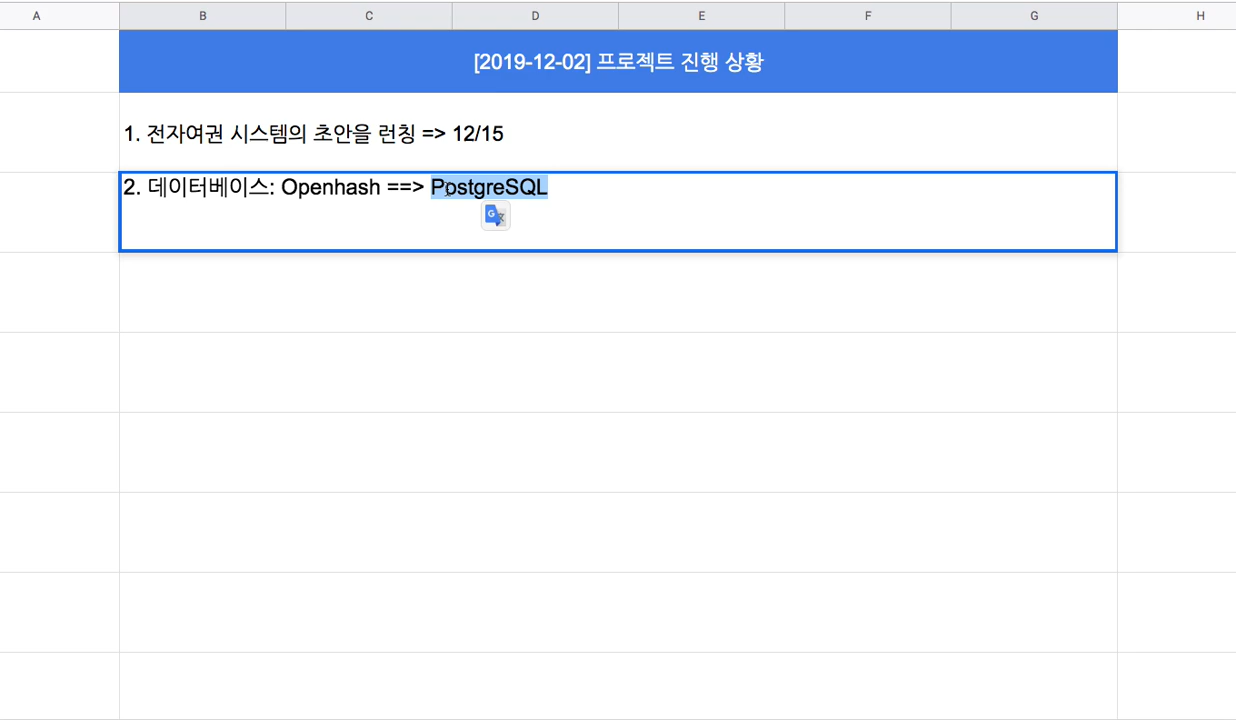 A B C D E F G H
[2019-12-02] 프로젝트 진행 상황
1. 전자여권 시스템의 초안을 런칭 => 12/15
2. 데이터베이스: Openhash ==> PostgreSQL